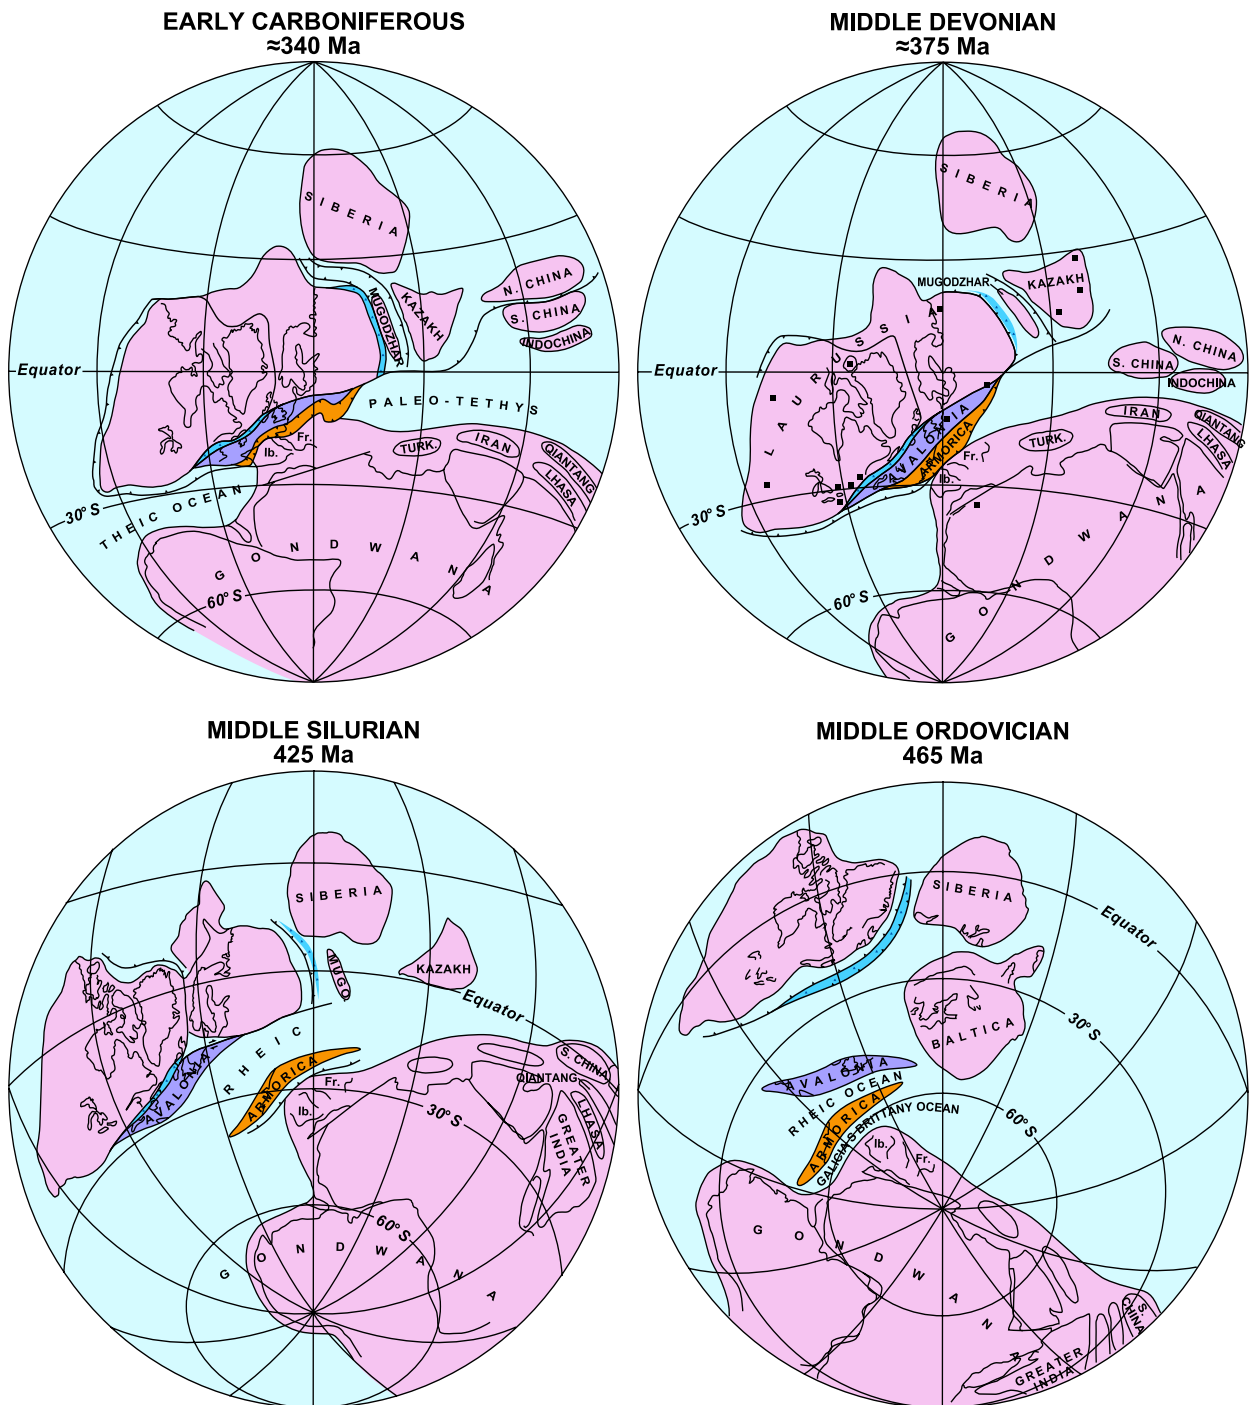 EARLY CARBONIFEROUS
≈340 Ma
SIBERIA
N. CHINA
S. CHINA
INDOCHINA
MUGODZHAR
KAZAKH
Equator
PALEO-TETHYS
Fr.
Ib.
TURK.
IRAN
QIANTANG
LHASA
30° S
THEIC OCEAN
GONDWANA
60° S
MIDDLE DEVONIAN
≈375 Ma
SIBERIA
MUGODZHAR
KAZAKH
LAURUSSIA
Equator
N. CHINA
S. CHINA
INDOCHINA
AVALONIA
ARMORICA
Fr.
Ib.
TURK.
IRAN
QIANTANG
LHASA
30° S
GONDWANA
60° S
MIDDLE SILURIAN
425 Ma
SIBERIA
MUGO
KAZAKH
Equator
RHEIC
AVALONIA
ARMORICA
Fr.
Ib.
30° S
S. CHINA
QIANTANG
LHASA
GREATER
INDIA
60° S
GONDWANA
MIDDLE ORDOVICIAN
465 Ma
SIBERIA
Equator
BALTICA
30° S
AVALONIA
RHEIC OCEAN
ARMORICA
GALICIA'S BRITTANY OCEAN
60° S
Ib.
Fr.
GONDWANA
S.
CHINA
GREATER
INDIA